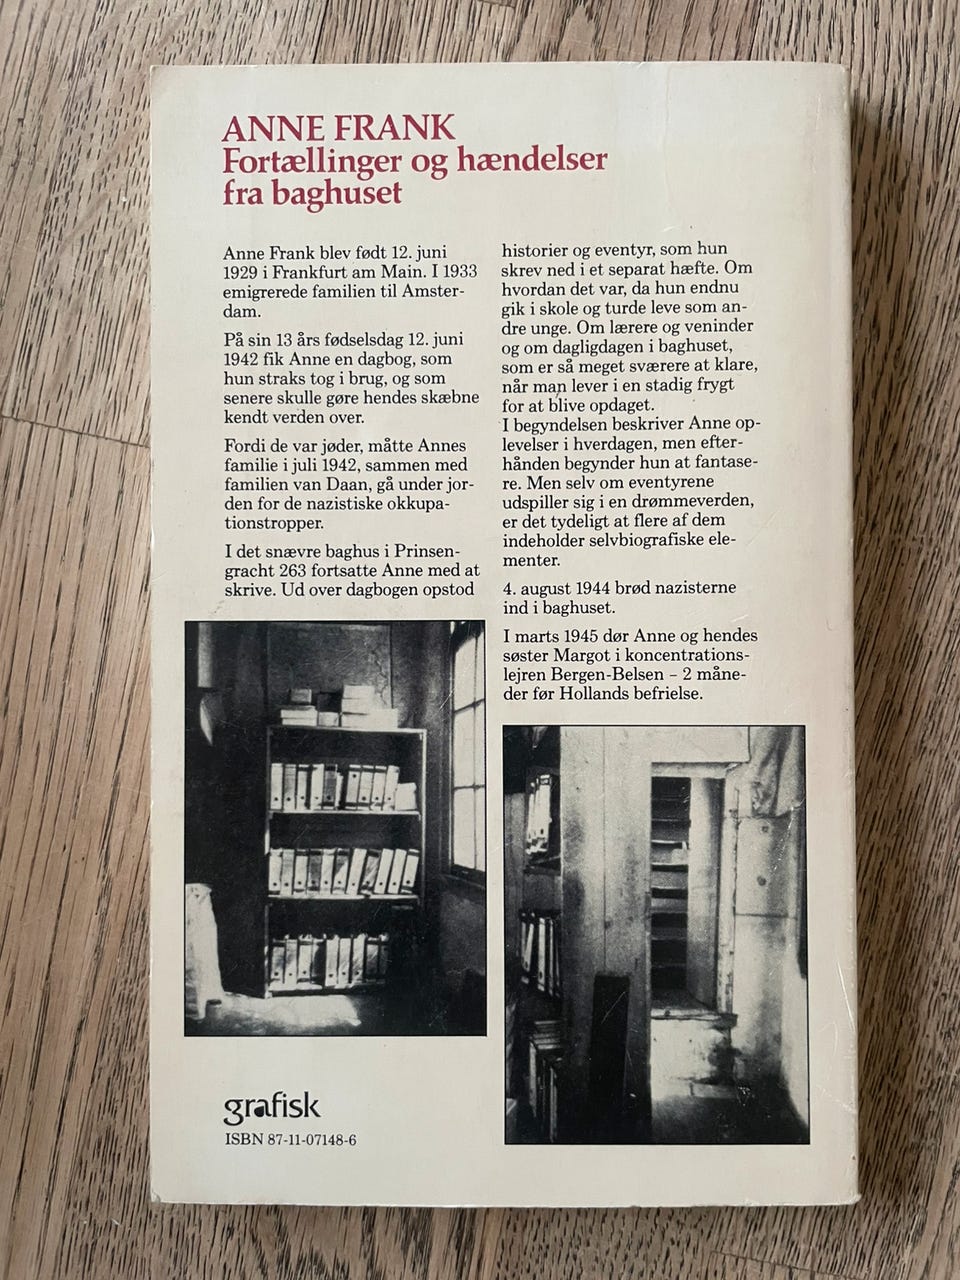 ANNE FRANK
Fortællinger og hændelser
fra baghuset
Anne Frank blev født 12. juni
1929 i Frankfurt am Main. I 1933
emigrerede familien til Amster-
dam.
På sin 13 års fødselsdag 12. juni
1942 fik Anne en dagbog, som
hun straks tog i brug, og som
senere skulle gøre hendes skæbne
kendt verden over.
Fordi de var jøder, måtte Annes
familie i juli 1942, sammen med
familien van Daan, gå under jor-
den for de nazistiske okkupa-
tionstropper.
I det snævre baghus i Prinsen-
gracht 263 fortsatte Anne med at
skrive. Ud over dagbogen opstod
historier og eventyr, som hun
skrev ned i et separat hæfte. Om
hvordan det var, da hun endnu
gik i skole og turde leve som an-
dre unge. Om lærere og veninder
og om dagligdagen i baghuset,
som er så meget sværere at klare,
når man lever i en stadig frygt
for at blive opdaget.
I begyndelsen beskriver Anne op-
levelser i hverdagen, men efter-
hånden begynder hun at fantase-
re. Men selv om eventyrene
udspiller sig i en drømmeverden,
er det tydeligt at flere af dem
indeholder selvbiografiske ele-
menter.
4. august 1944 brød nazisterne
ind i baghuset.
I marts 1945 dør Anne og hendes
søster Margot i koncentrations-
lejren Bergen-Belsen – 2 måne-
der før Hollands befrielse.
grafisk
ISBN 87-11-07148-6